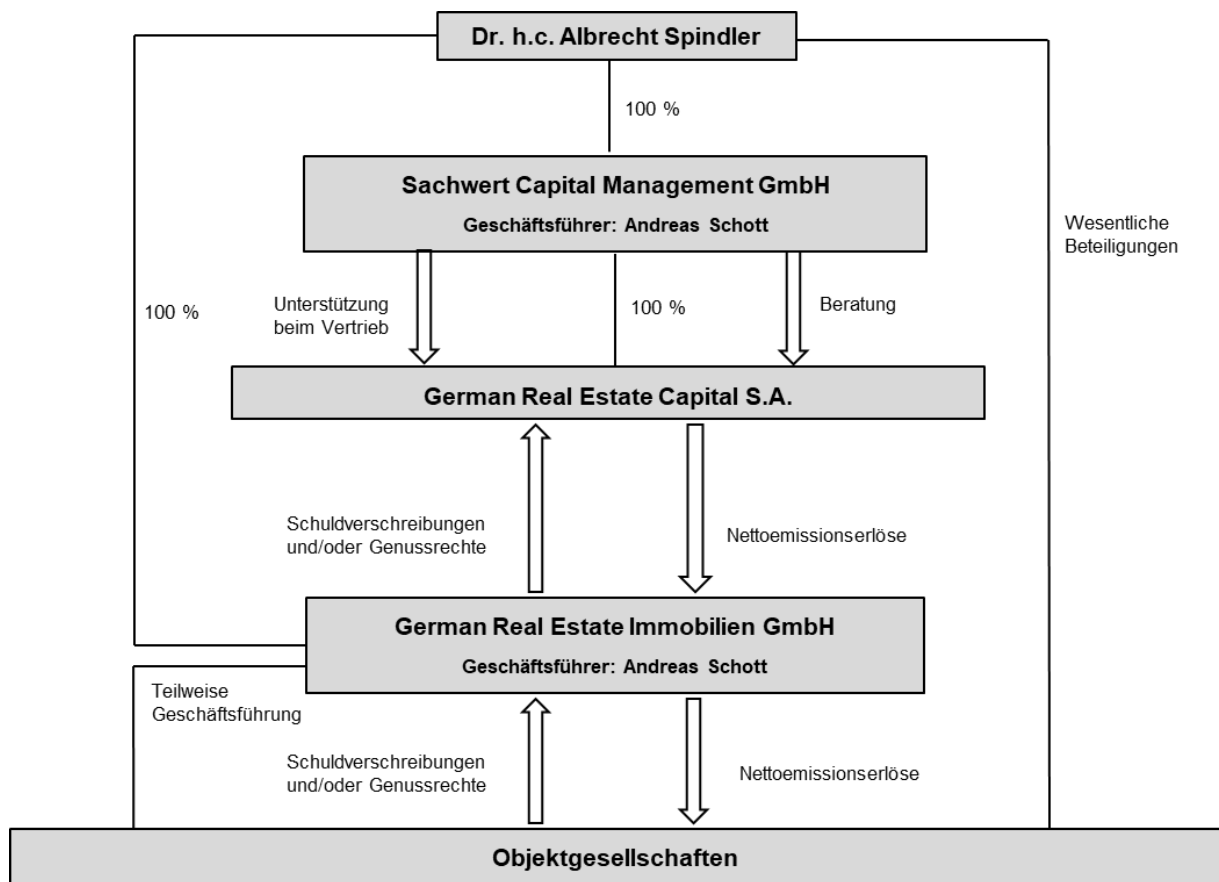 Dr. h.c. Albrecht Spindler
100 %
Sachwert Capital Management GmbH
Geschäftsführer: Andreas Schott
Wesentliche
Beteiligungen
100 %
Unterstützung
beim Vertrieb
100 %
Beratung
German Real Estate Capital S.A.
Schuldverschreibungen
und/oder Genussrechte
Nettoemissionserlöse
German Real Estate Immobilien GmbH
Geschäftsführer: Andreas Schott
Teilweise
Geschäftsführung
Schuldverschreibungen
und/oder Genussrechte
Nettoemissionserlöse
Objektgesellschaften